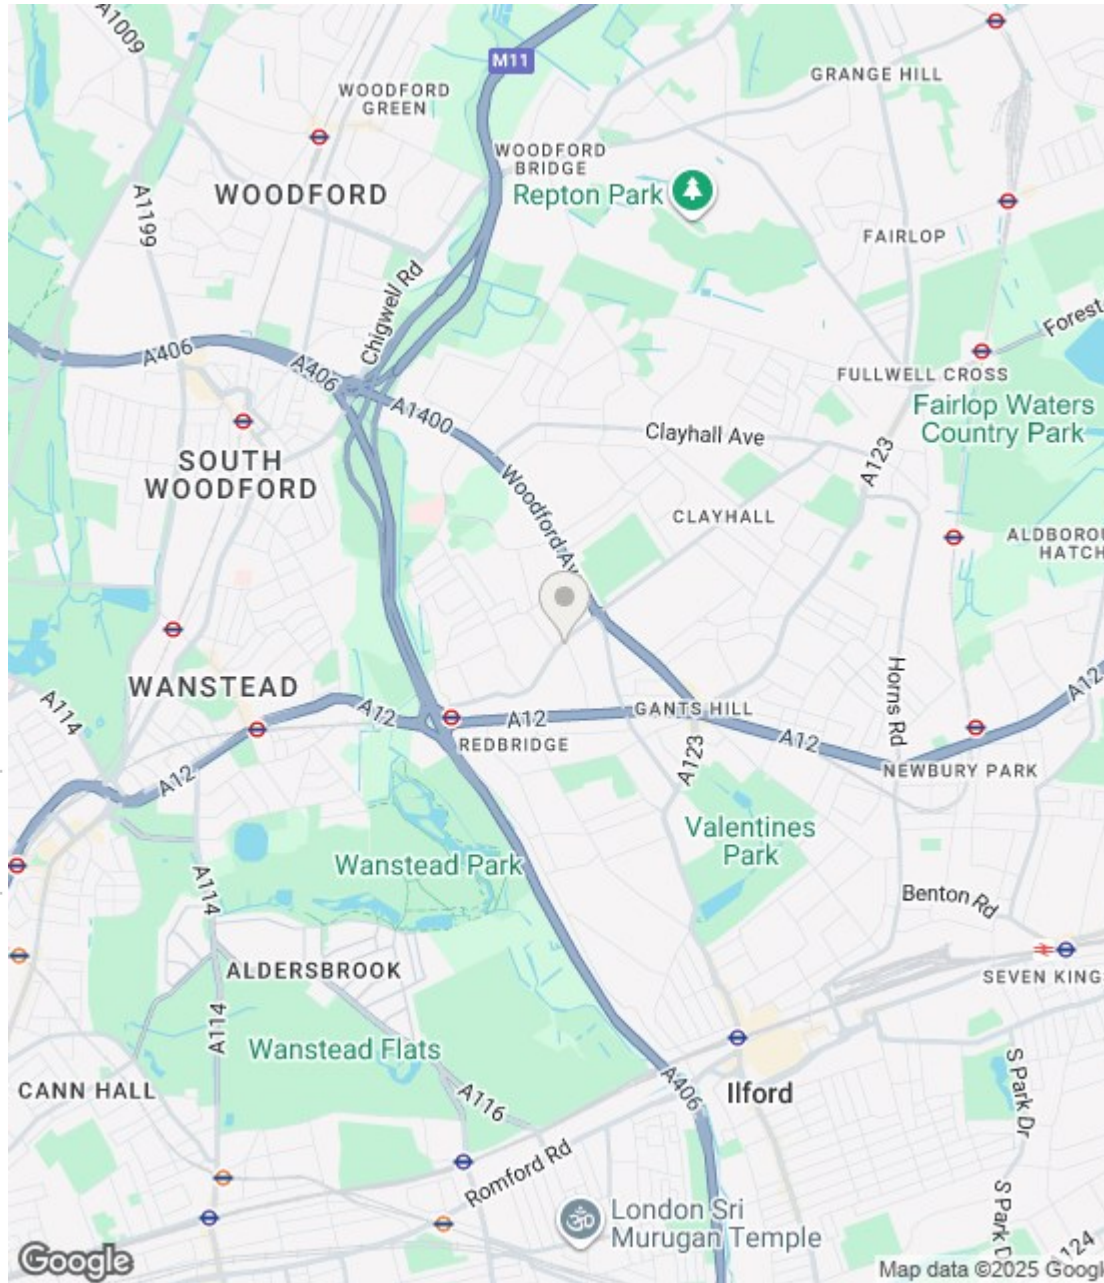 A1009
M11
WOODFORD
GREEN
GRANGE HILL
WOODFORD
BRIDGE
Repton Park
WOODFORD
A1199
FAIRLOP
Chigwell Rd
Forest
A406
A406
FULLWELL CROSS
A1400
Fairlop Waters
Country Park
Clayhall Ave
A123
SOUTH
WOODFORD
Woodford Av
CLAYHALL
ALDBOROU
HATCH
WANSTEAD
Horns Rd
A114
A12
A12
GANTS HILL
A12
REDBRIDGE
A123
A12
NEWBURY PARK
A12
Valentines
Park
Wanstead Park
A114
Benton Rd
ALDERSBROOK
SEVEN KING
A114
Wanstead Flats
CANN HALL
A116
A406
Ilford
S Park Dr
Romford Rd
London Sri
Murugan Temple
S Park D
A124
Google
Map data ©2025 Google